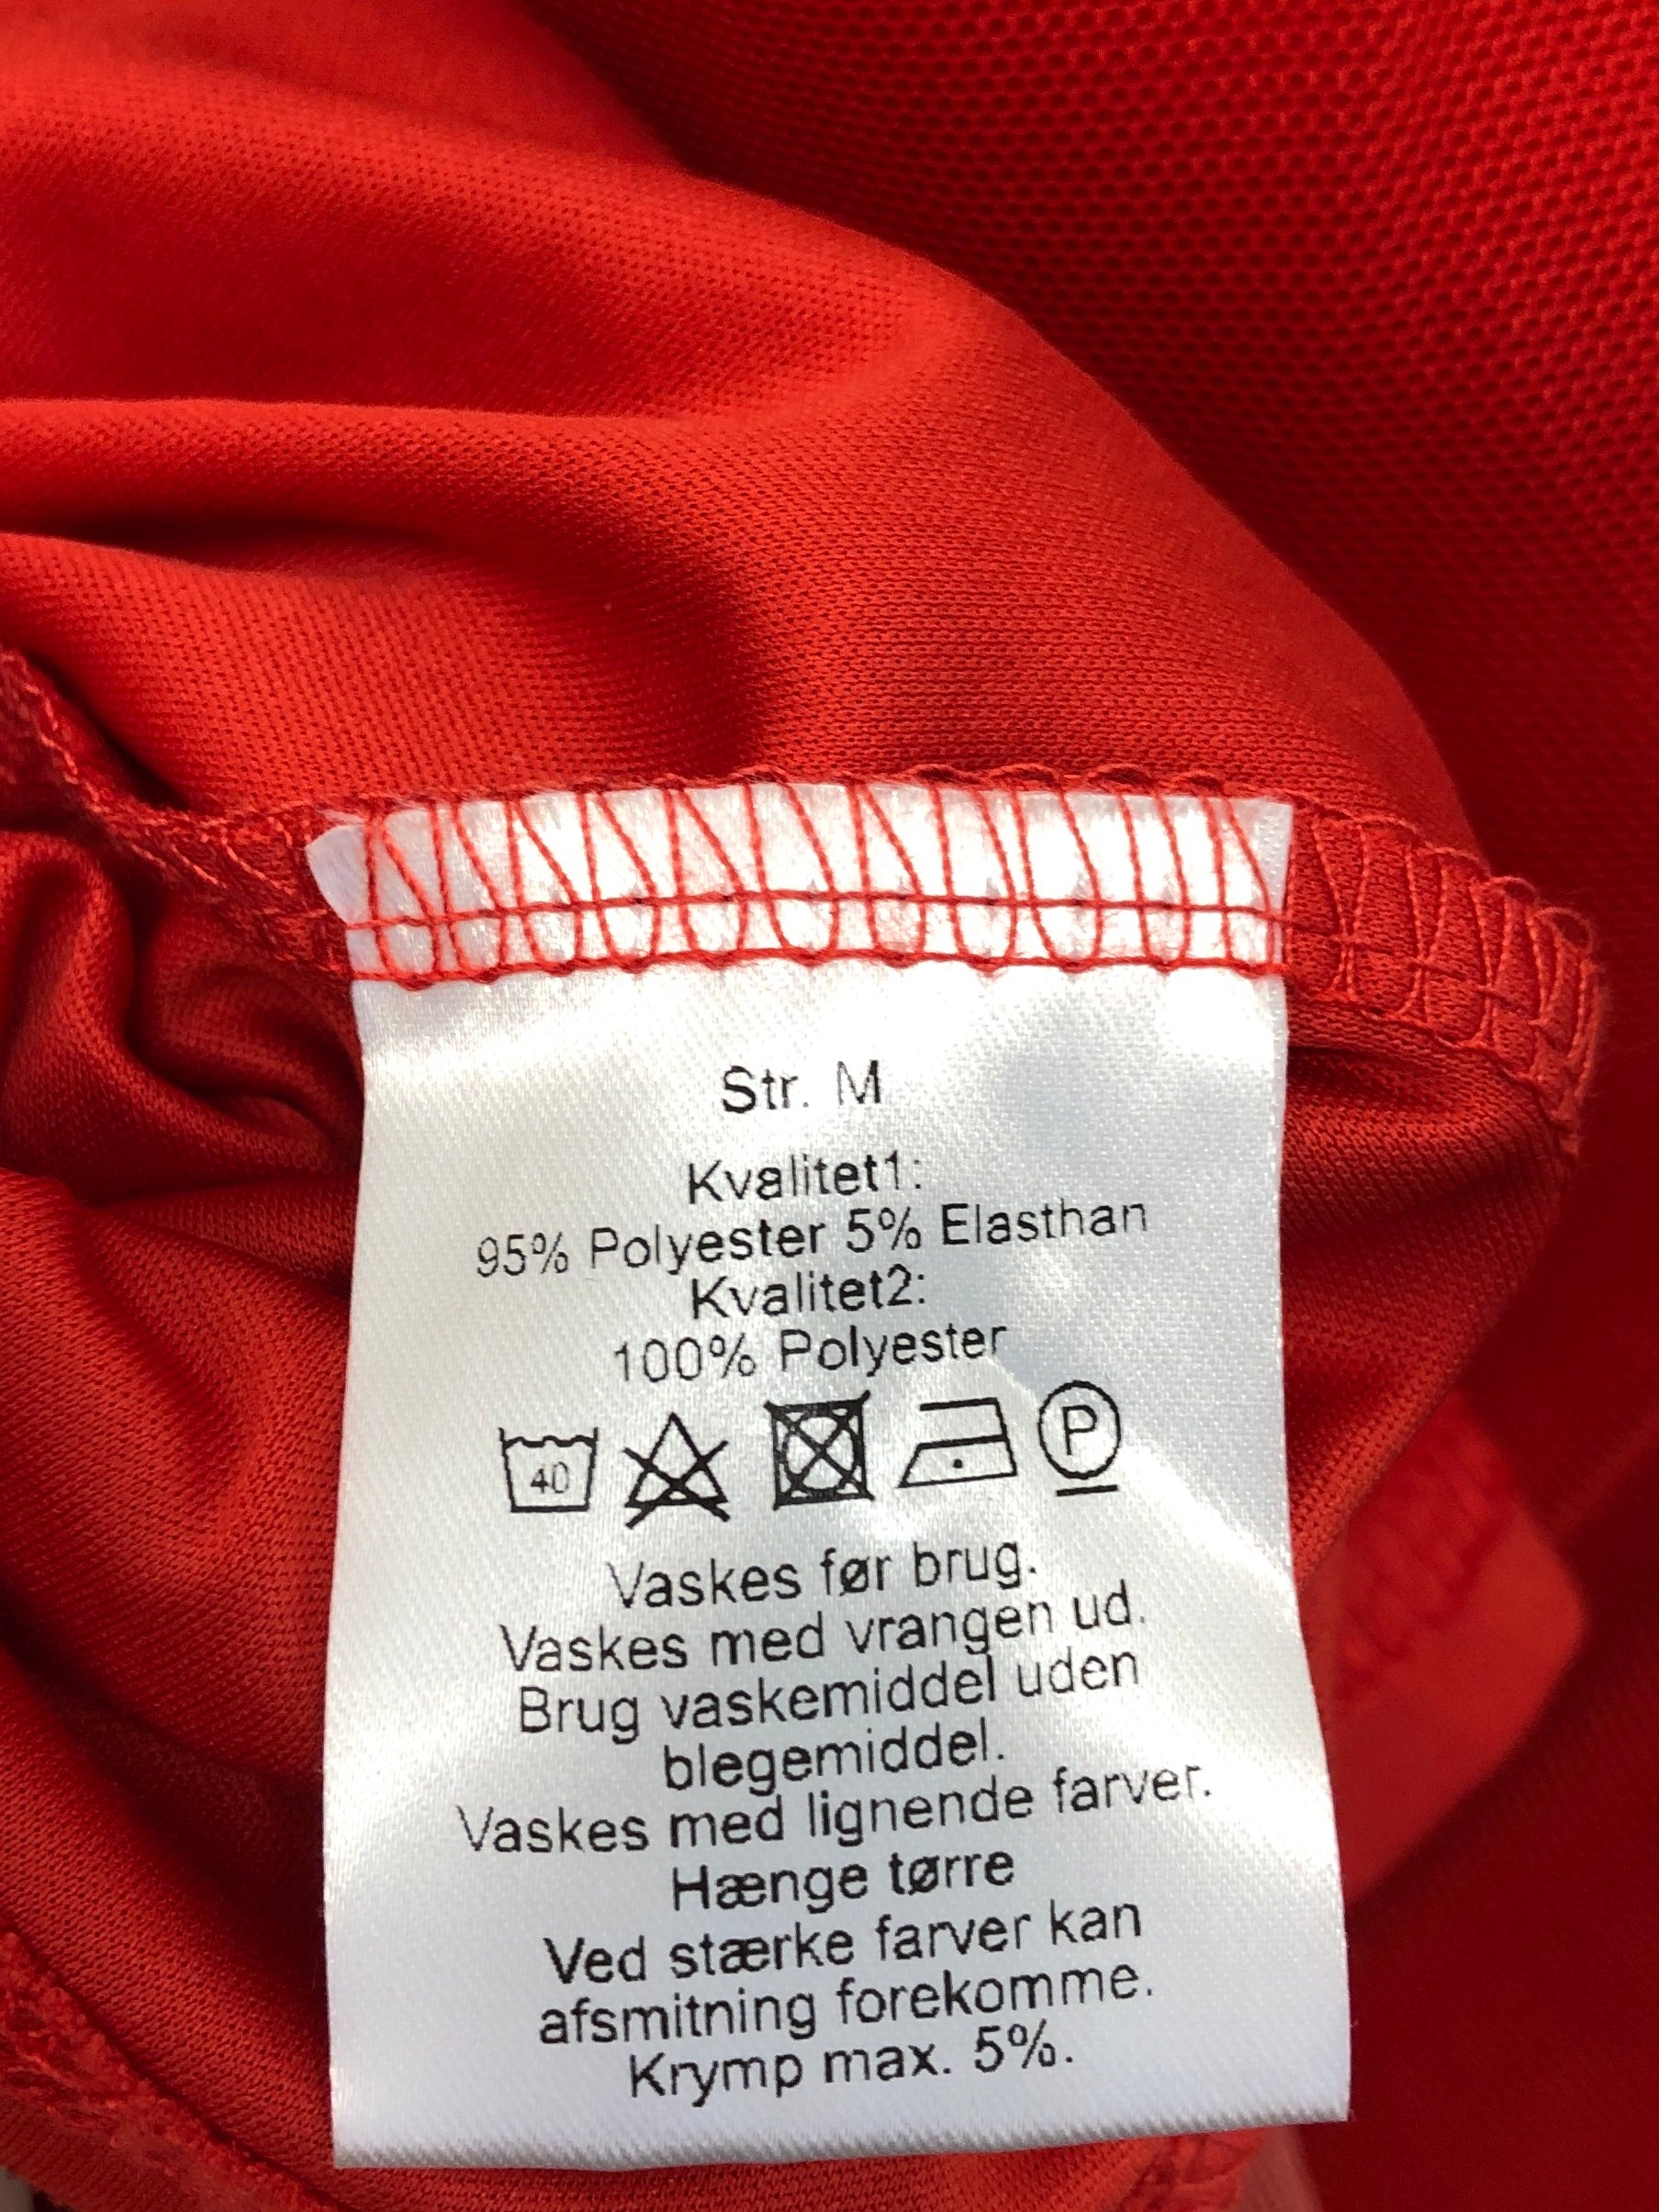 Str. M
Kvalitet1:
95% Polyester 5% Elasthan
Kvalitet2:
100% Polyester
40 P
Vaskes før brug.
Vaskes med vrangen ud.
Brug vaskemiddel uden
blegemiddel.
Vaskes med lignende farver.
Hænge tørre
Ved stærke farver kan
afsmitning forekomme.
Krymp max. 5%.